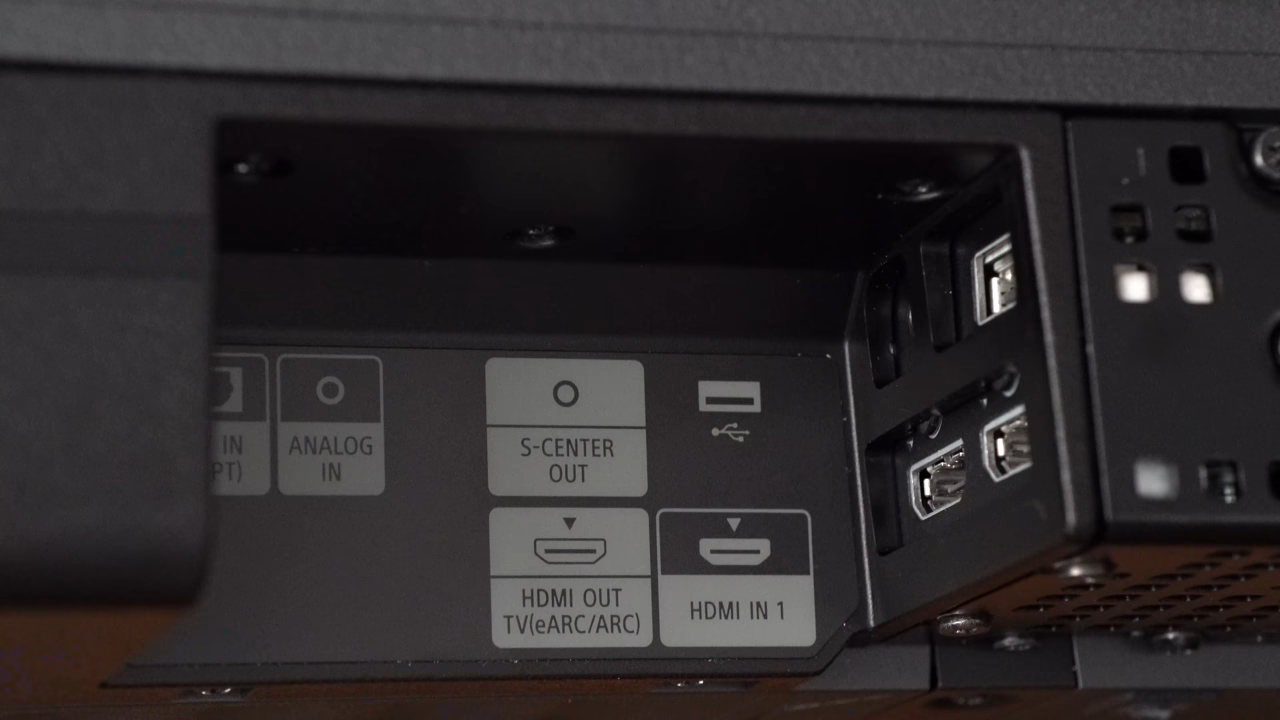 IN
PT)
ANALOG
IN
S-CENTER
OUT
HDMI OUT
TV(eARC/ARC)
HDMI IN 1